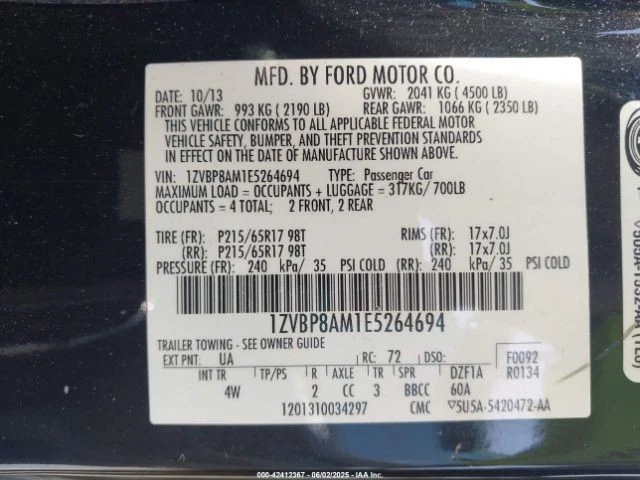 MFD. BY FORD MOTOR CO.
DATE: 10/13 GVWR: 2041 KG ( 4500 LB)
FRONT GAWR: 993 KG ( 2190 LB) REAR GAWR: 1066 KG ( 2350 LB)
THIS VEHICLE CONFORMS TO ALL APPLICABLE FEDERAL MOTOR
VEHICLE SAFETY, BUMPER, AND THEFT PREVENTION STANDARDS
IN EFFECT ON THE DATE OF MANUFACTURE SHOWN ABOVE.
VIN: 1ZVBP8AM1E5264694 TYPE: Passenger Car
MAXIMUM LOAD = OCCUPANTS + LUGGAGE = 317KG/ 700LB
OCCUPANTS = 4 TOTAL; 2 FRONT, 2 REAR
TIRE (FR): P215/65R17 98T RIMS (FR): 17x7.0J
(RR): P215/65R17 98T (RR): 17x7.0J
PRESSURE (FR): 240 kPa/ 35 PSI COLD (RR): 240 kPa/ 35 PSI COLD
1ZVBP8AM1E5264694
TRAILER TOWING - SEE OWNER GUIDE
EXT PNT: UA RC: 72 DSO: F0092
INT TR TP/PS R AXLE TR SPR DZF1A R0134
4W 2 CC 3 BBCC 60A
1201310034297 CMC 5U5A-5420472-AA
000-42412367 | 06/02/2025 | IAA Inc.